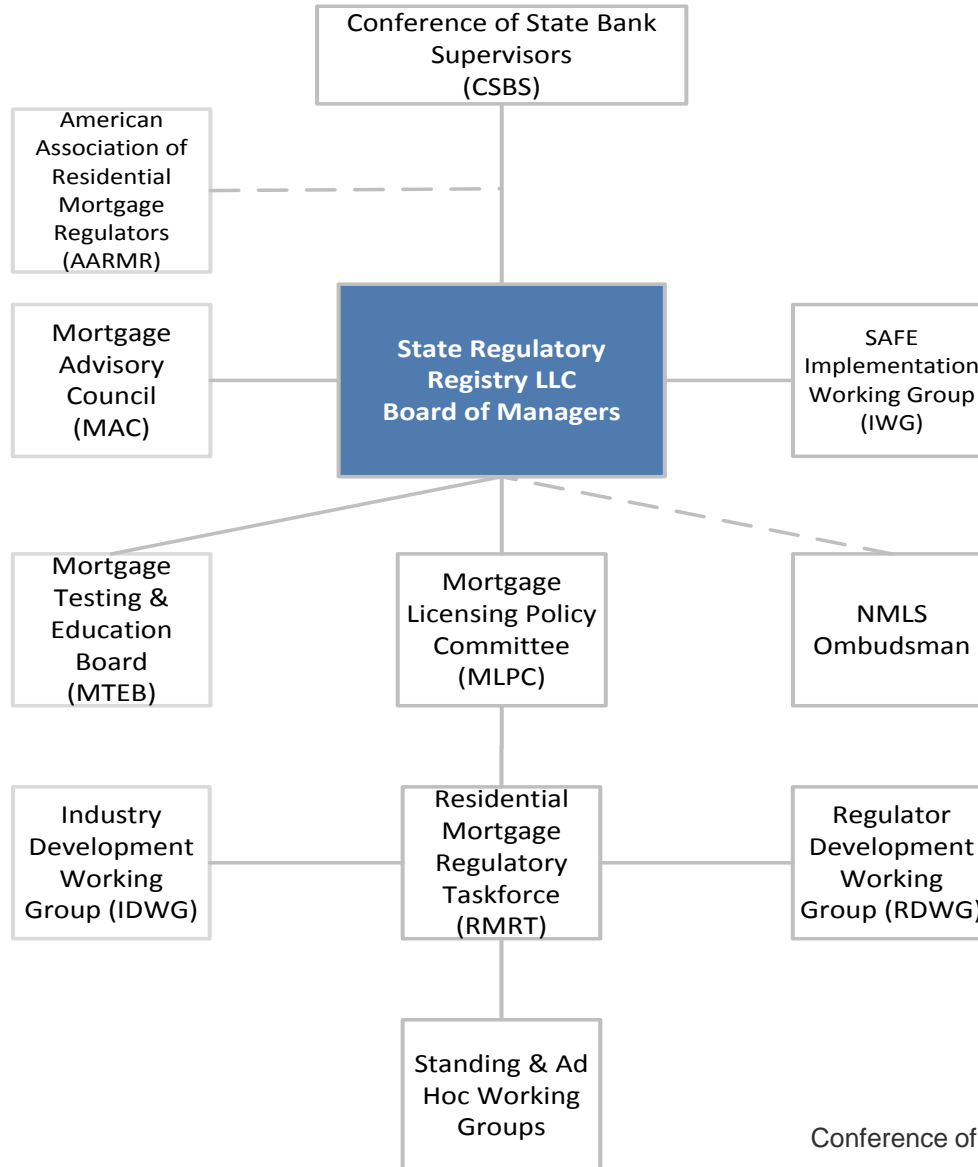 Conference of State Bank
Supervisors
(CSBS)
American
Association of
Residential
Mortgage
Regulators
(AARMR)
Mortgage
Advisory
Council
(MAC)
State Regulatory
Registry LLC
Board of Managers
SAFE
Implementation
Working Group
(IWG)
Mortgage
Testing &
Education
Board
(MTEB)
Mortgage
Licensing Policy
Committee
(MLPC)
NMLS
Ombudsman
Industry
Development
Working
Group (IDWG)
Residential
Mortgage
Regulatory
Taskforce
(RMRT)
Regulator
Development
Working
Group (RDWG)
Standing & Ad
Hoc Working
Groups
Conference of